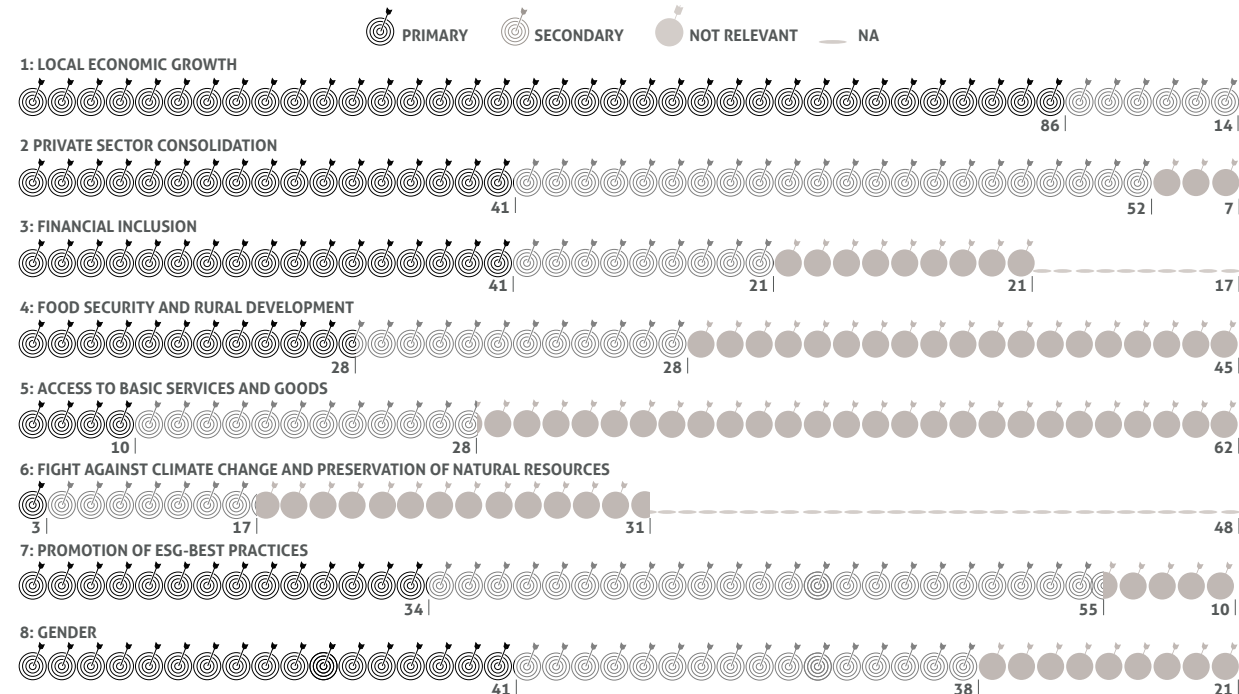 PRIMARY SECONDARY NOT RELEVANT NA
1: LOCAL ECONOMIC GROWTH
86 14
2 PRIVATE SECTOR CONSOLIDATION
41 52 7
3: FINANCIAL INCLUSION
41 21 21 17
4: FOOD SECURITY AND RURAL DEVELOPMENT
28 28 45
5: ACCESS TO BASIC SERVICES AND GOODS
10 28 62
6: FIGHT AGAINST CLIMATE CHANGE AND PRESERVATION OF NATURAL RESOURCES
3 17 31 48
7: PROMOTION OF ESG-BEST PRACTICES
34 55 10
8: GENDER
41 38 21